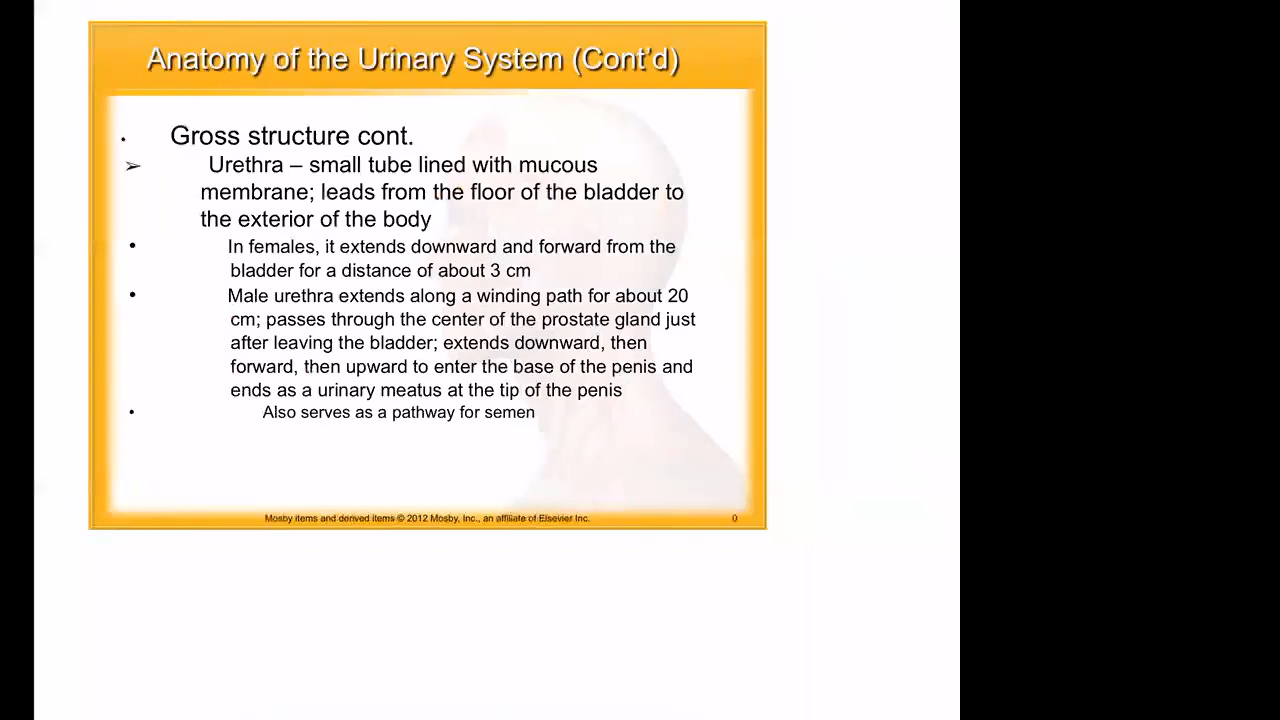 Anatomy of the Urinary System (Cont’d)
• Gross structure cont.
➢ Urethra – small tube lined with mucous
membrane; leads from the floor of the bladder to
the exterior of the body
• In females, it extends downward and forward from the
bladder for a distance of about 3 cm
• Male urethra extends along a winding path for about 20
cm; passes through the center of the prostate gland just
after leaving the bladder; extends downward, then
forward, then upward to enter the base of the penis and
ends as a urinary meatus at the tip of the penis
• Also serves as a pathway for semen
Mosby items and derived items © 2012 Mosby, Inc., an affiliate of Elsevier Inc. 0